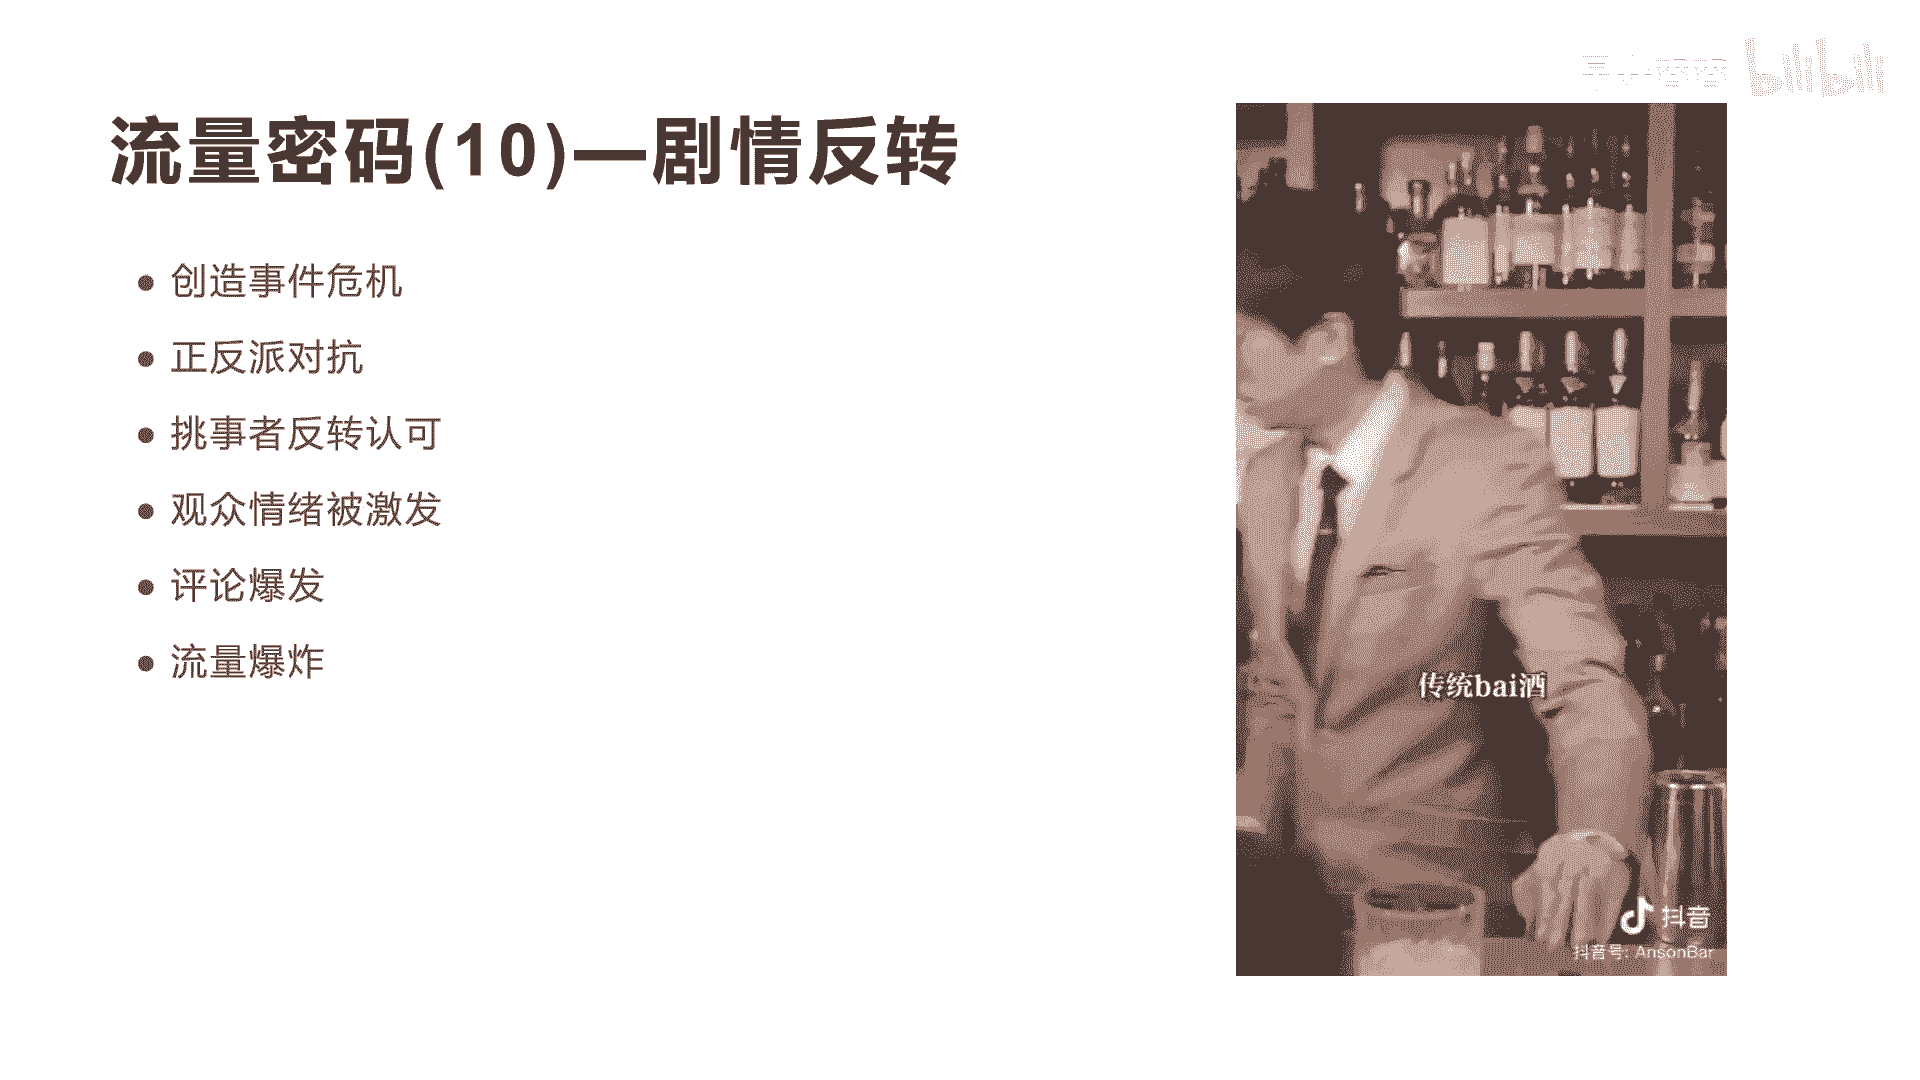 bilibili
流量密码(10)—剧情反转
创造事件危机
正反派对抗
挑事者反转认可
观众情绪被激发
评论爆发
流量爆炸
传统bai酒
抖音
抖音号: AnsonBar